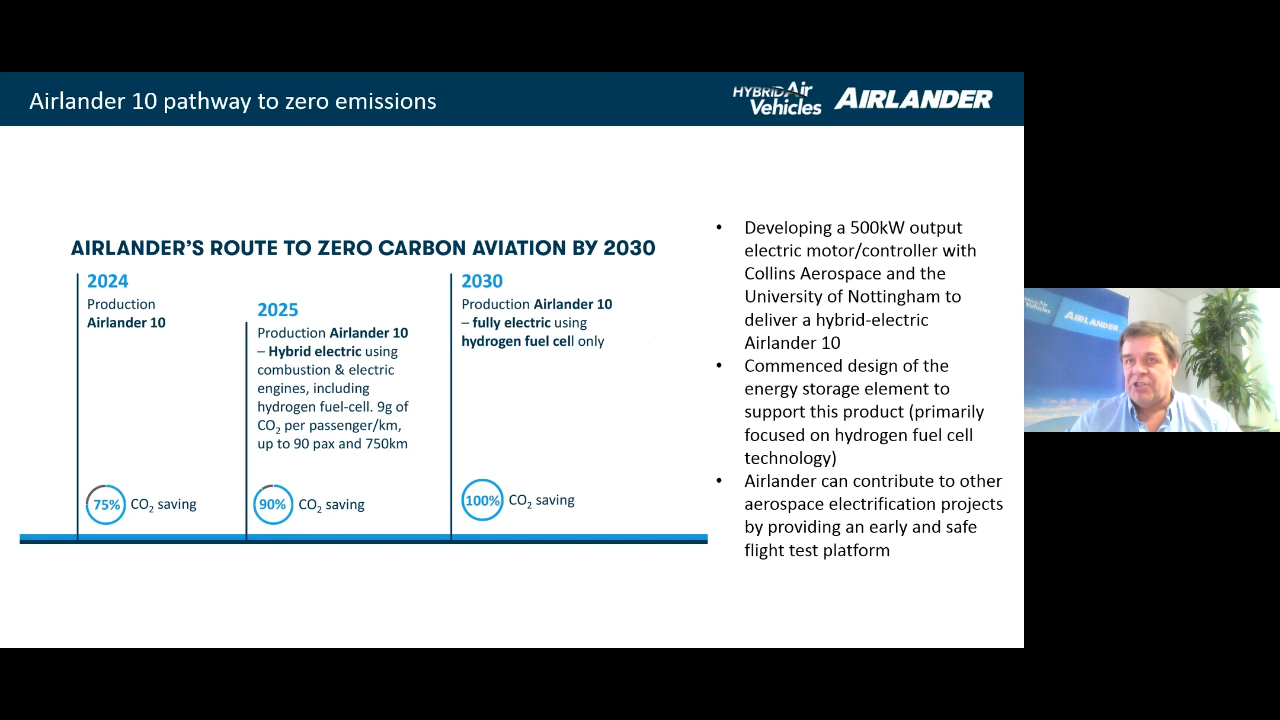 Airlander 10 pathway to zero emissions
HYBRID Air
Vehicles
AIRLANDER
AIRLANDER'S ROUTE TO ZERO CARBON AVIATION BY 2030
2024
Production
Airlander 10
75% CO₂ saving
2025
Production Airlander 10
– Hybrid electric using
combustion & electric
engines, including
hydrogen fuel-cell. 9g of
CO₂ per passenger/km,
up to 90 pax and 750km
90% CO₂ saving
2030
Production Airlander 10
– fully electric using
hydrogen fuel cell only
100% CO₂ saving
• Developing a 500kW output
electric motor/controller with
Collins Aerospace and the
University of Nottingham to
deliver a hybrid-electric
Airlander 10
• Commenced design of the
energy storage element to
support this product (primarily
focused on hydrogen fuel cell
technology)
• Airlander can contribute to other
aerospace electrification projects
by providing an early and safe
flight test platform
Vehicles
AIRLANDER